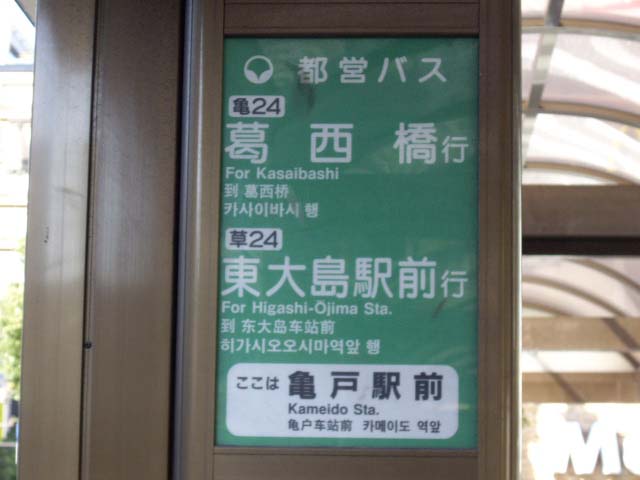 都営バス
亀24
葛西橋行
For Kasaibashi
到 葛西桥
카사이바시 행
草24
東大島駅前行
For Higashi-Ōjima Sta.
到 东大岛车站前
히가시오오시마역앞 행
ここは 亀戸駅前
Kameido Sta.
亀户车站前 카메이도 역앞